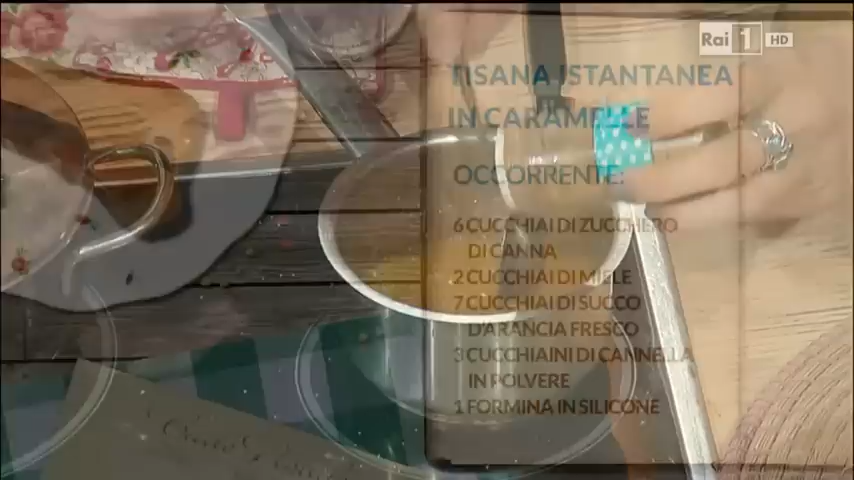 Rai 1 HD
TISANA ISTANTANEA
IN CARAMELLE
OCCORRENTE:
6 CUCCHIAI DI ZUCCHERO
DI CANNA
2 CUCCHIAI DI MIELE
7 CUCCHIAI DI SUCCO
D'ARANCIA FRESCO
3 CUCCHIAINI DI CANNELLA
IN POLVERE
1 FORMINA IN SILICONE